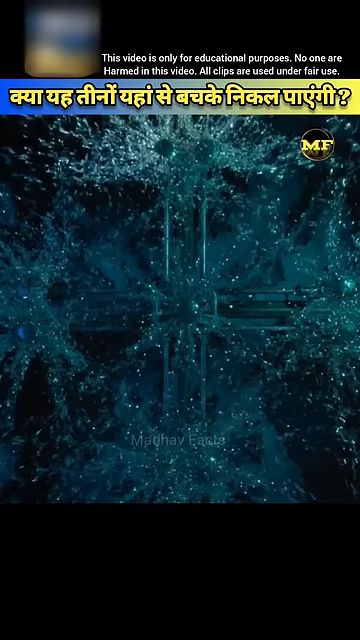 This video is only for educational purposes. No one are
Harmed in this video. All clips are used under fair use.
क्या यह तीनों यहां से बचके निकल पाएंगी ?
MF
Madhav Facts